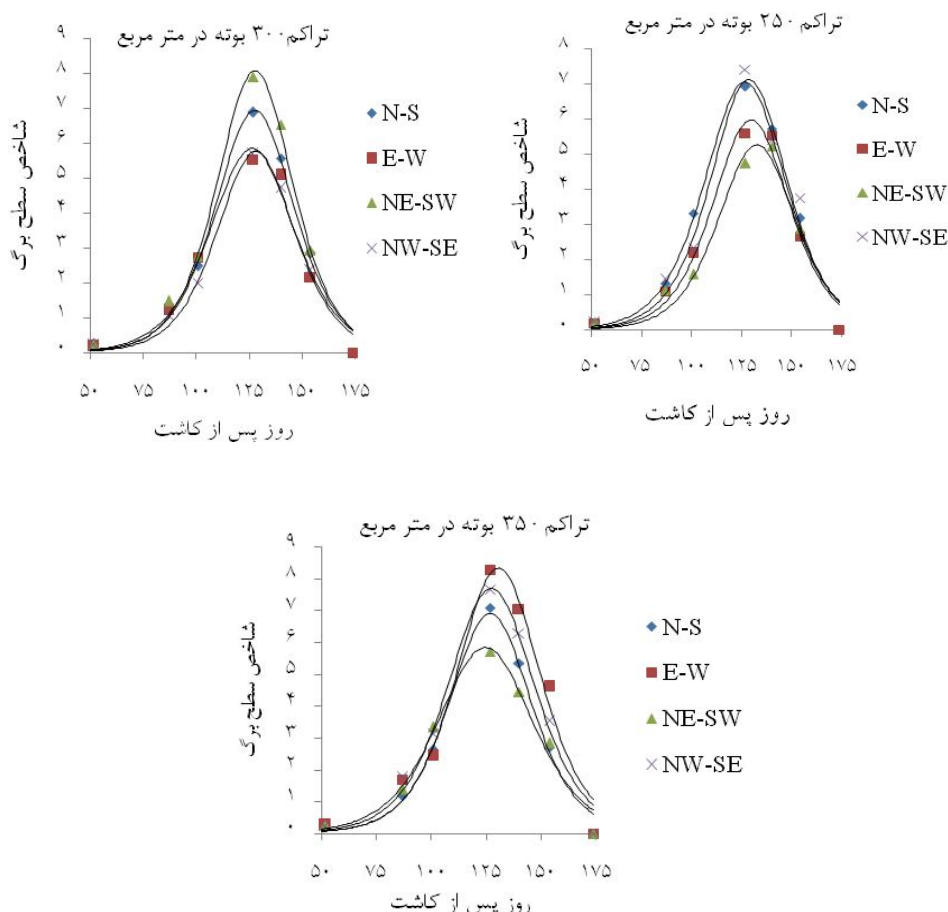 تراکم ۳۰۰ بوته در متر مربع
۹
۸
۷
۶
۵
۴
۳
۲
۱
۰
شاخص سطح برگ
۵۰ ۷۵ ۱۰۰ ۱۲۵ ۱۵۰ ۱۷۵
روز پس از کاشت
N-S
E-W
NE-SW
NW-SE
تراکم ۲۵۰ بوته در متر مربع
۸
۷
۶
۵
۴
۳
۲
۱
۰
شاخص سطح برگ
۵۰ ۷۵ ۱۰۰ ۱۲۵ ۱۵۰ ۱۷۵
روز پس از کاشت
N-S
E-W
NE-SW
NW-SE
تراکم ۳۵۰ بوته در متر مربع
۹
۸
۷
۶
۵
۴
۳
۲
۱
۰
شاخص سطح برگ
۵۰ ۷۵ ۱۰۰ ۱۲۵ ۱۵۰ ۱۷۵
روز پس از کاشت
N-S
E-W
NE-SW
NW-SE